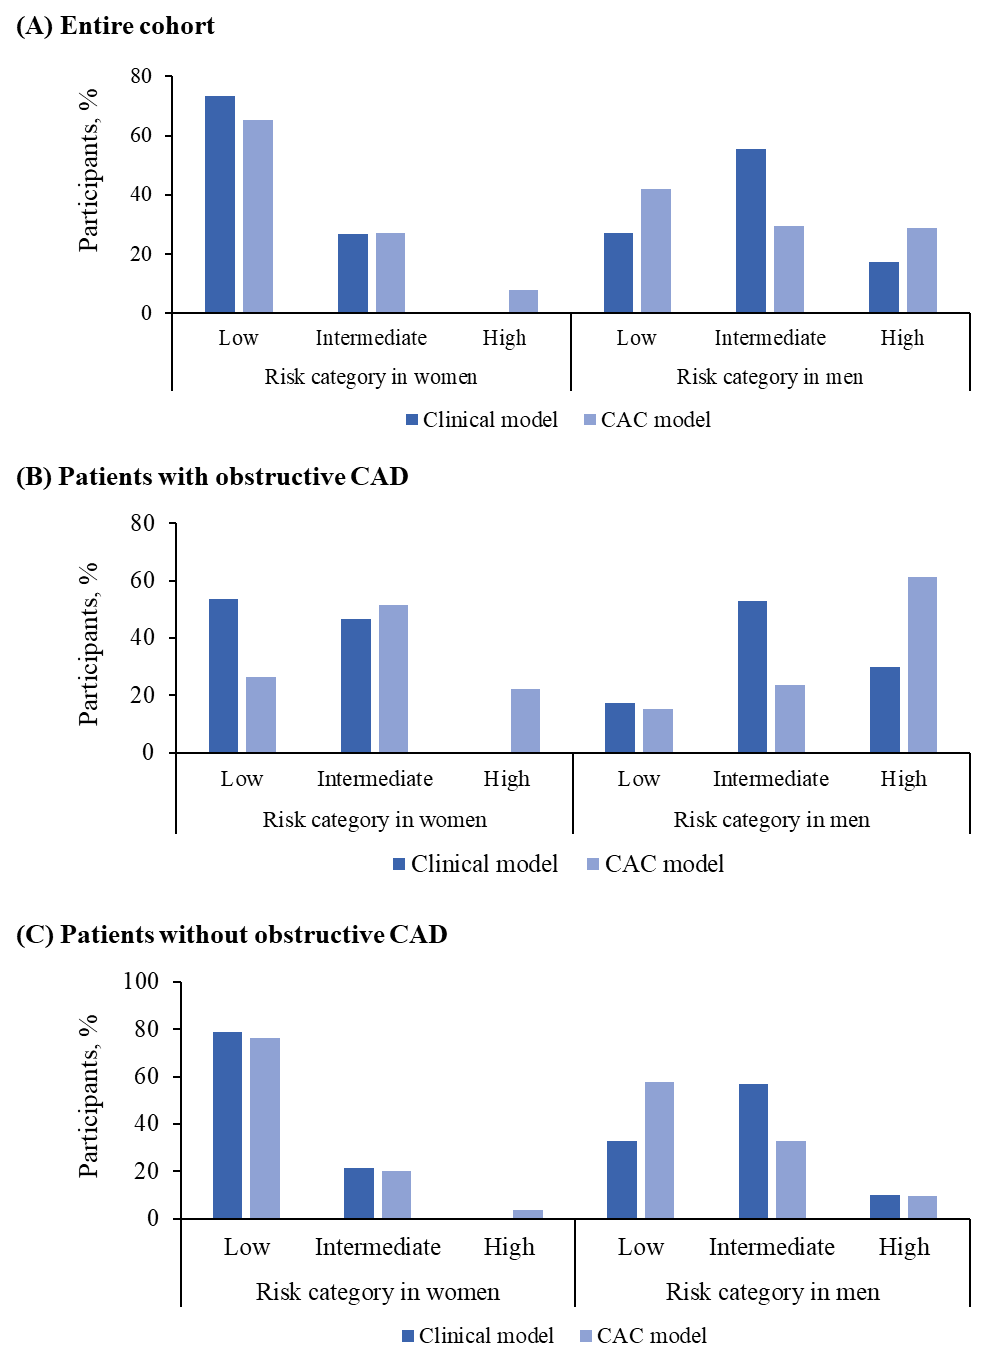 (A) Entire cohort
Participants, %
80
60
40
20
0
Low Intermediate High Low Intermediate High
Risk category in women Risk category in men
Clinical model CAC model
(B) Patients with obstructive CAD
Participants, %
80
60
40
20
0
Low Intermediate High Low Intermediate High
Risk category in women Risk category in men
Clinical model CAC model
(C) Patients without obstructive CAD
Participants, %
100
80
60
40
20
0
Low Intermediate High Low Intermediate High
Risk category in women Risk category in men
Clinical model CAC model